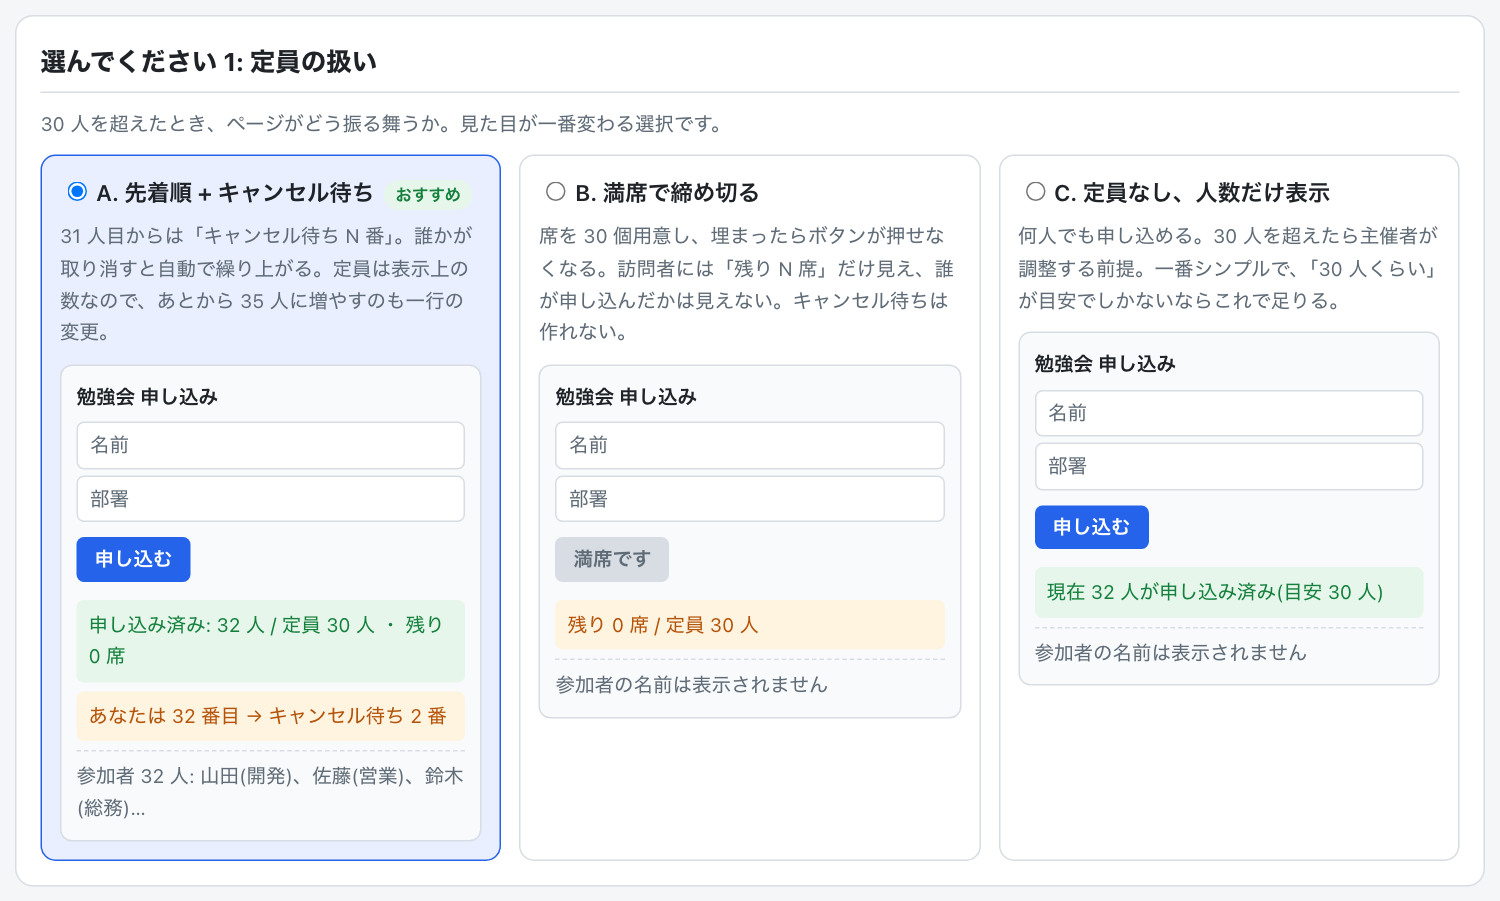 選んでください 1: 定員の扱い
30 人を超えたとき、ページがどう振る舞うか。見た目が一番変わる選択です。
A. 先着順 + キャンセル待ち おすすめ
31 人目からは「キャンセル待ち N 番」。誰かが
取り消すと自動で繰り上がる。定員は表示上の
数なので、あとから 35 人に増やすのも一行の
変更。
勉強会 申し込み
名前
部署
申し込む
申し込み済み: 32 人 / 定員 30 人 ・ 残り
0 席
あなたは 32 番目 → キャンセル待ち 2 番
参加者 32 人: 山田(開発)、佐藤(営業)、鈴木
(総務)...
B. 満席で締め切る
席を 30 個用意し、埋まったらボタンが押せな
くなる。訪問者には「残り N 席」だけ見え、誰
が申し込んだかは見えない。キャンセル待ちは
作れない。
勉強会 申し込み
名前
部署
満席です
残り 0 席 / 定員 30 人
参加者の名前は表示されません
C. 定員なし、人数だけ表示
何人でも申し込める。30 人を超えたら主催者が
調整する前提。一番シンプルで、「30 人くらい」
が目安でしかないならこれで足りる。
勉強会 申し込み
名前
部署
申し込む
現在 32 人が申し込み済み(目安 30 人)
参加者の名前は表示されません